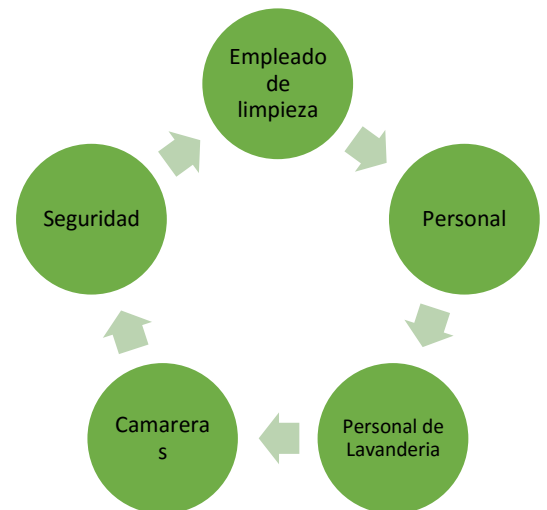 Empleado
de
limpieza
Personal
Personal de
Lavanderia
Camarera
s
Seguridad